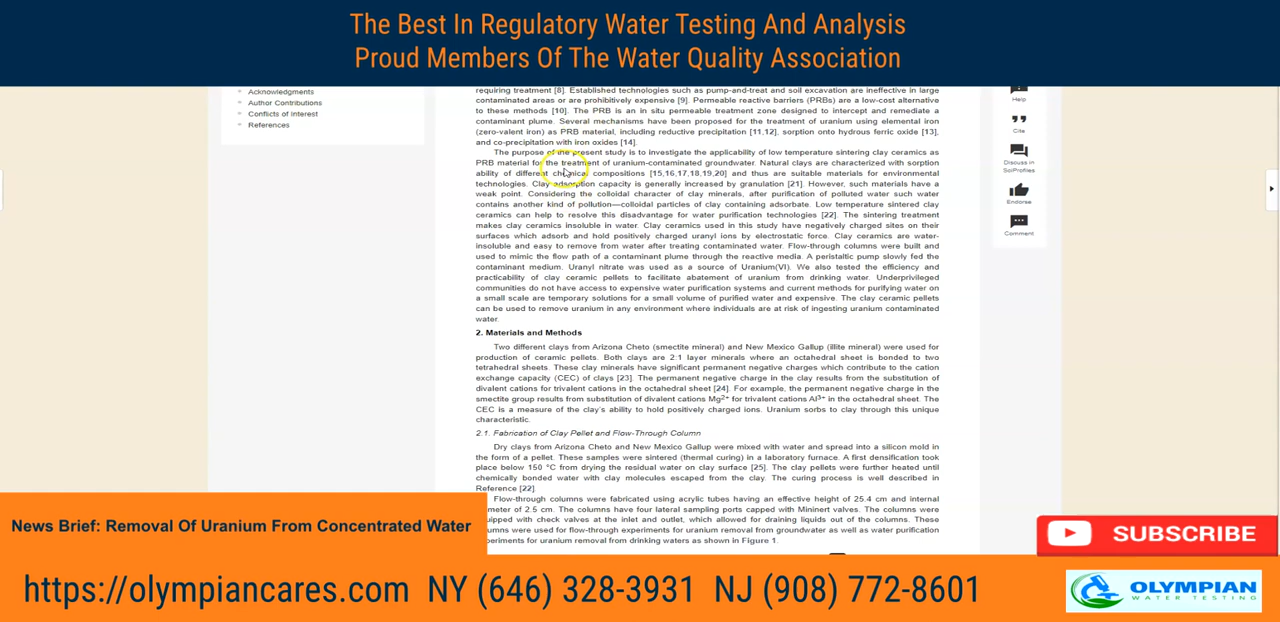 The Best In Regulatory Water Testing And Analysis
Proud Members Of The Water Quality Association
Acknowledgments
Author Contributions
Conflicts of Interest
References
requiring treatment [8]. Established technologies such as pump-and-treat and soil excavation are ineffective in large
contaminated areas or are prohibitively expensive [9]. Permeable reactive barriers (PRBs) are a low-cost alternative
to these methods [10]. The PRB is an in situ permeable treatment zone designed to intercept and remediate a
contaminant plume. Several mechanisms have been proposed for the treatment of uranium using elemental iron
(zero-valent iron) as PRB material, including reductive precipitation [11,12], sorption onto hydrous ferric oxide [13],
and co-precipitation with iron oxides [14].
The purpose of the present study is to investigate the applicability of low temperature sintering clay ceramics as
PRB material for the treatment of uranium-contaminated groundwater. Natural clays are characterized with sorption
ability of different chemical compositions [15,16,17,18,19,20] and thus are suitable materials for environmental
technologies. Clay adsorption capacity is generally increased by granulation [21]. However, such materials have a
weak point. Considering the colloidal character of clay minerals, after purification of polluted water such water
contains another kind of pollution—colloidal particles of clay containing adsorbate. Low temperature sintered clay
ceramics can help to resolve this disadvantage for water purification technologies [22]. The sintering treatment
makes clay ceramics insoluble in water. Clay ceramics used in this study have negatively charged sites on their
surfaces which adsorb and hold positively charged uranyl ions by electrostatic force. Clay ceramics are water-
insoluble and easy to remove from water after treating contaminated water. Flow-through columns were built and
used to mimic the flow path of a contaminant plume through the reactive media. A peristaltic pump slowly fed the
contaminant medium. Uranyl nitrate was used as a source of Uranium(VI). We also tested the efficiency and
practicability of clay ceramic pellets to facilitate abatement of uranium from drinking water. Underprivileged
communities do not have access to expensive water purification systems and current methods for purifying water on
a small scale are temporary solutions for a small volume of purified water and expensive. The clay ceramic pellets
can be used to remove uranium in any environment where individuals are at risk of ingesting uranium contaminated
water.
2. Materials and Methods
Two different clays from Arizona Cheto (smectite mineral) and New Mexico Gallup (illite mineral) were used for
production of ceramic pellets. Both clays are 2:1 layer minerals where an octahedral sheet is bonded to two
tetrahedral sheets. These clay minerals have significant permanent negative charges which contribute to the cation
exchange capacity (CEC) of clays [23]. The permanent negative charge in the clay results from the substitution of
divalent cations for trivalent cations in the octahedral sheet [24]. For example, the permanent negative charge in the
smectite group results from substitution of divalent cations Mg2+ for trivalent cations Al3+ in the octahedral sheet. The
CEC is a measure of the clay's ability to hold positively charged ions. Uranium sorbs to clay through this unique
characteristic.
2.1. Fabrication of Clay Pellet and Flow-Through Column
Dry clays from Arizona Cheto and New Mexico Gallup were mixed with water and spread into a silicon mold in
the form of a pellet. These samples were sintered (thermal curing) in a laboratory furnace. A first densification took
place below 150 °C from drying the residual water on clay surface [25]. The clay pellets were further heated until
chemically bonded water with clay molecules escaped from the clay. The curing process is well described in
Reference [22].
Flow-through columns were fabricated using acrylic tubes having an effective height of 25.4 cm and internal
meter of 2.5 cm. The columns have four lateral sampling ports capped with Mininert valves. The columns were
uipped with check valves at the inlet and outlet, which allowed for draining liquids out of the columns. These
lumns were used for flow-through experiments for uranium removal from groundwater as well as water purification
periments for uranium removal from drinking waters as shown in Figure 1.
Help
Cite
Discuss in
SciProfiles
Endorse
Comment
News Brief: Removal Of Uranium From Concentrated Water
SUBSCRIBE
https://olympiancares.com NY (646) 328-3931 NJ (908) 772-8601
OLYMPIAN
WATER TESTING